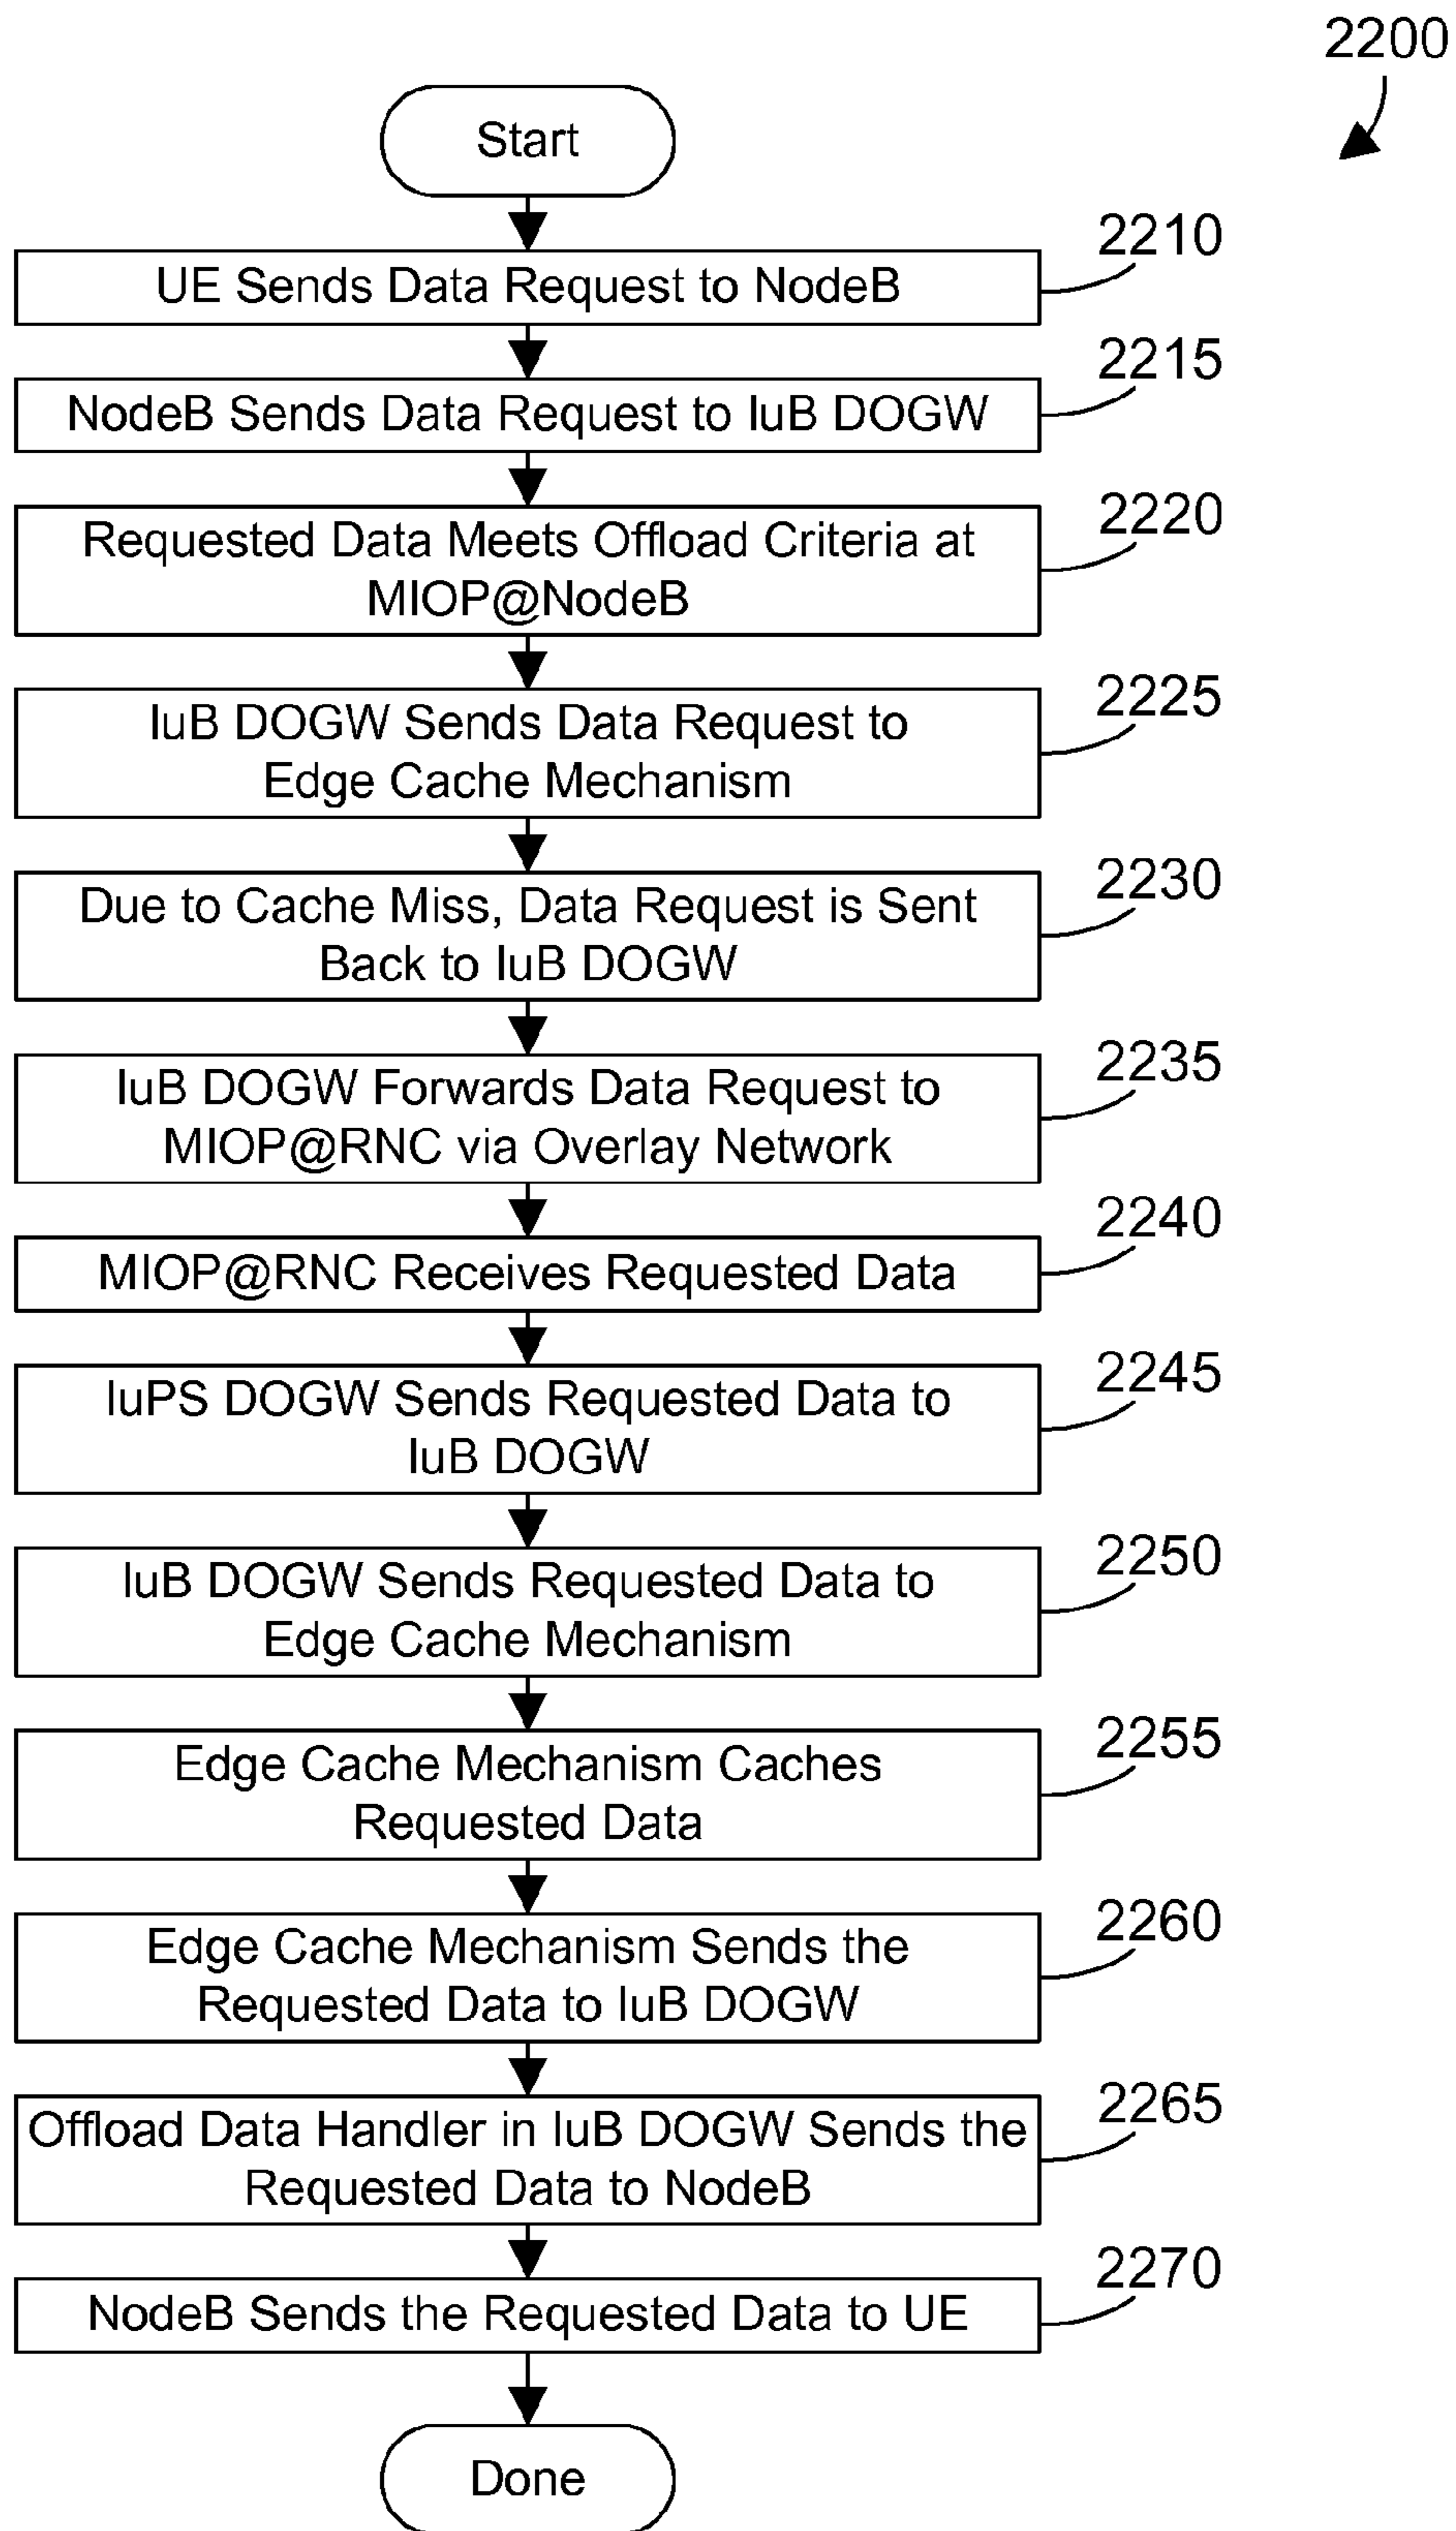 2200
Start
2210
UE Sends Data Request to NodeB
2215
NodeB Sends Data Request to IuB DOGW
2220
Requested Data Meets Offload Criteria at
MIOP@NodeB
2225
IuB DOGW Sends Data Request to
Edge Cache Mechanism
2230
Due to Cache Miss, Data Request is Sent
Back to IuB DOGW
2235
IuB DOGW Forwards Data Request to
MIOP@RNC via Overlay Network
2240
MIOP@RNC Receives Requested Data
2245
IuPS DOGW Sends Requested Data to
IuB DOGW
2250
IuB DOGW Sends Requested Data to
Edge Cache Mechanism
2255
Edge Cache Mechanism Caches
Requested Data
2260
Edge Cache Mechanism Sends the
Requested Data to IuB DOGW
2265
Offload Data Handler in IuB DOGW Sends the
Requested Data to NodeB
2270
NodeB Sends the Requested Data to UE
Done